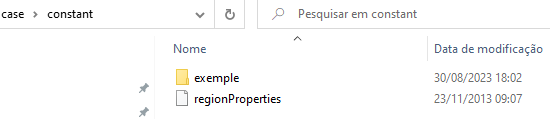 case > constant Pesquisar em constant
Nome Data de modificação
exemple 30/08/2023 18:02
regionProperties 23/11/2013 09:07